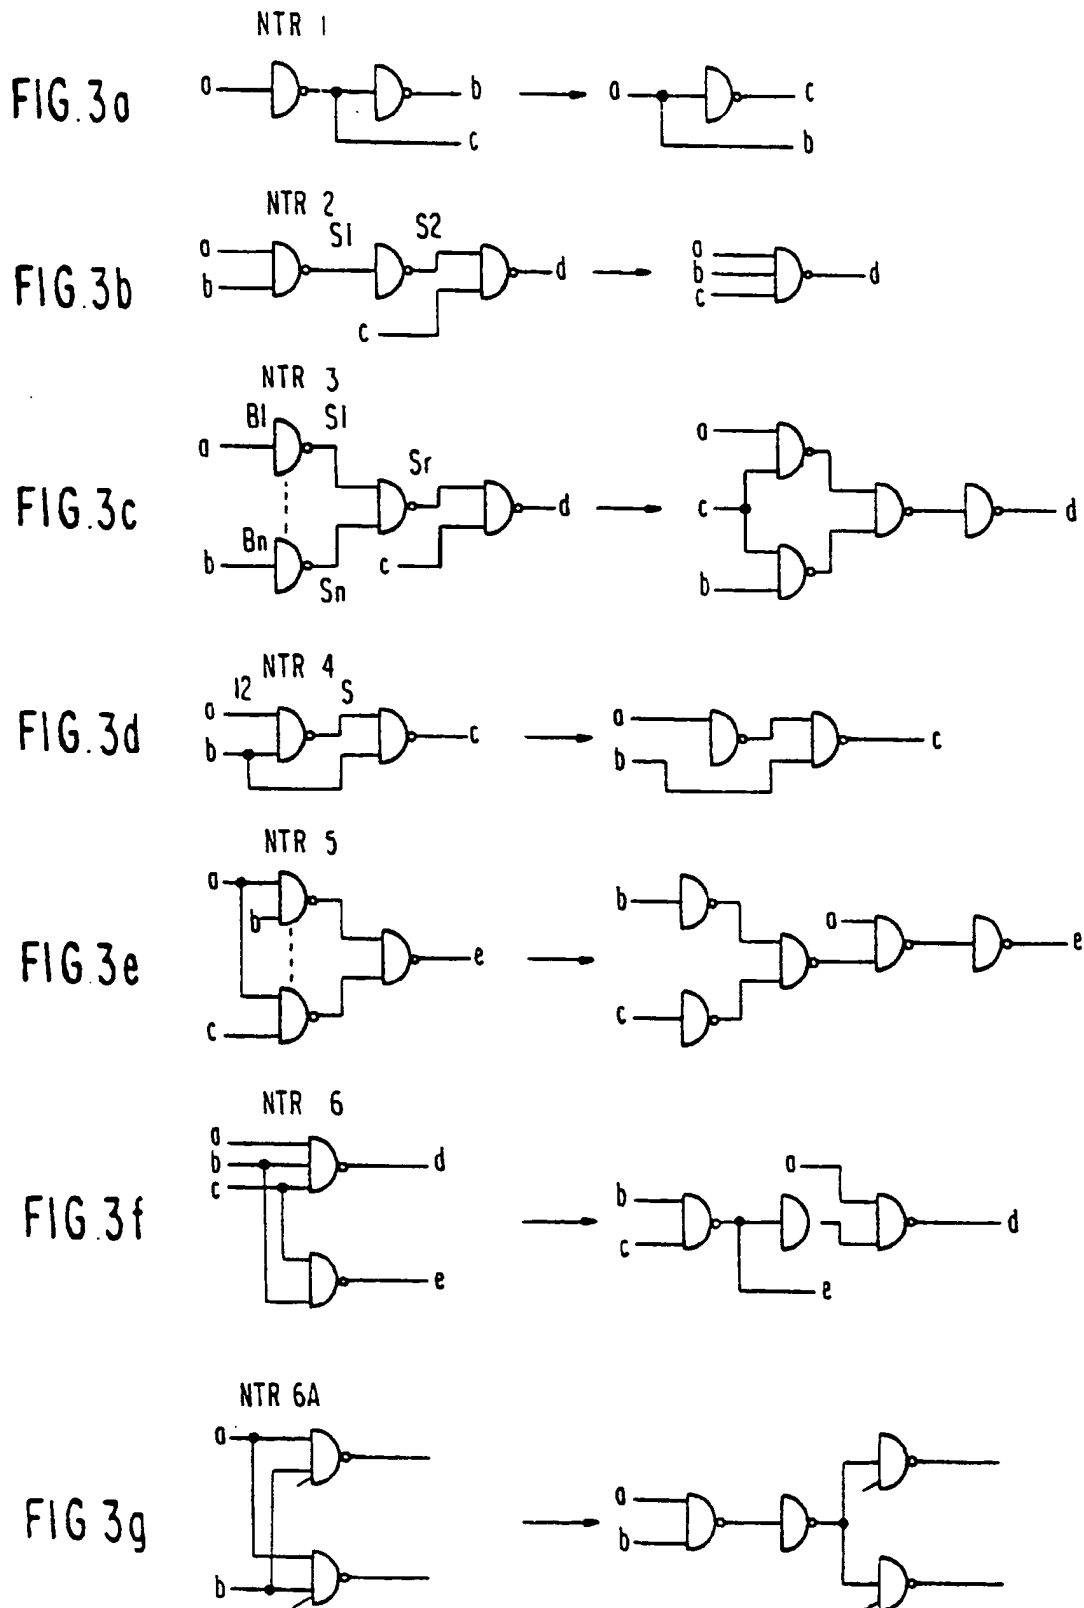 NTR 1
FIG.3a
a b a c
c b
NTR 2
S1 S2
FIG.3b
a a
b d b d
c c
NTR 3
B1 S1
a Sr a
FIG.3c
d c d
Bn
b c b
Sn
NTR 4
12 S
FIG.3d
a a
b c b c
NTR 5
FIG.3e
a
b b a
e e
c c
NTR 6
FIG.3f
a
b d a
c b
c d
e e
NTR 6A
FIG 3g
a
a
b
b